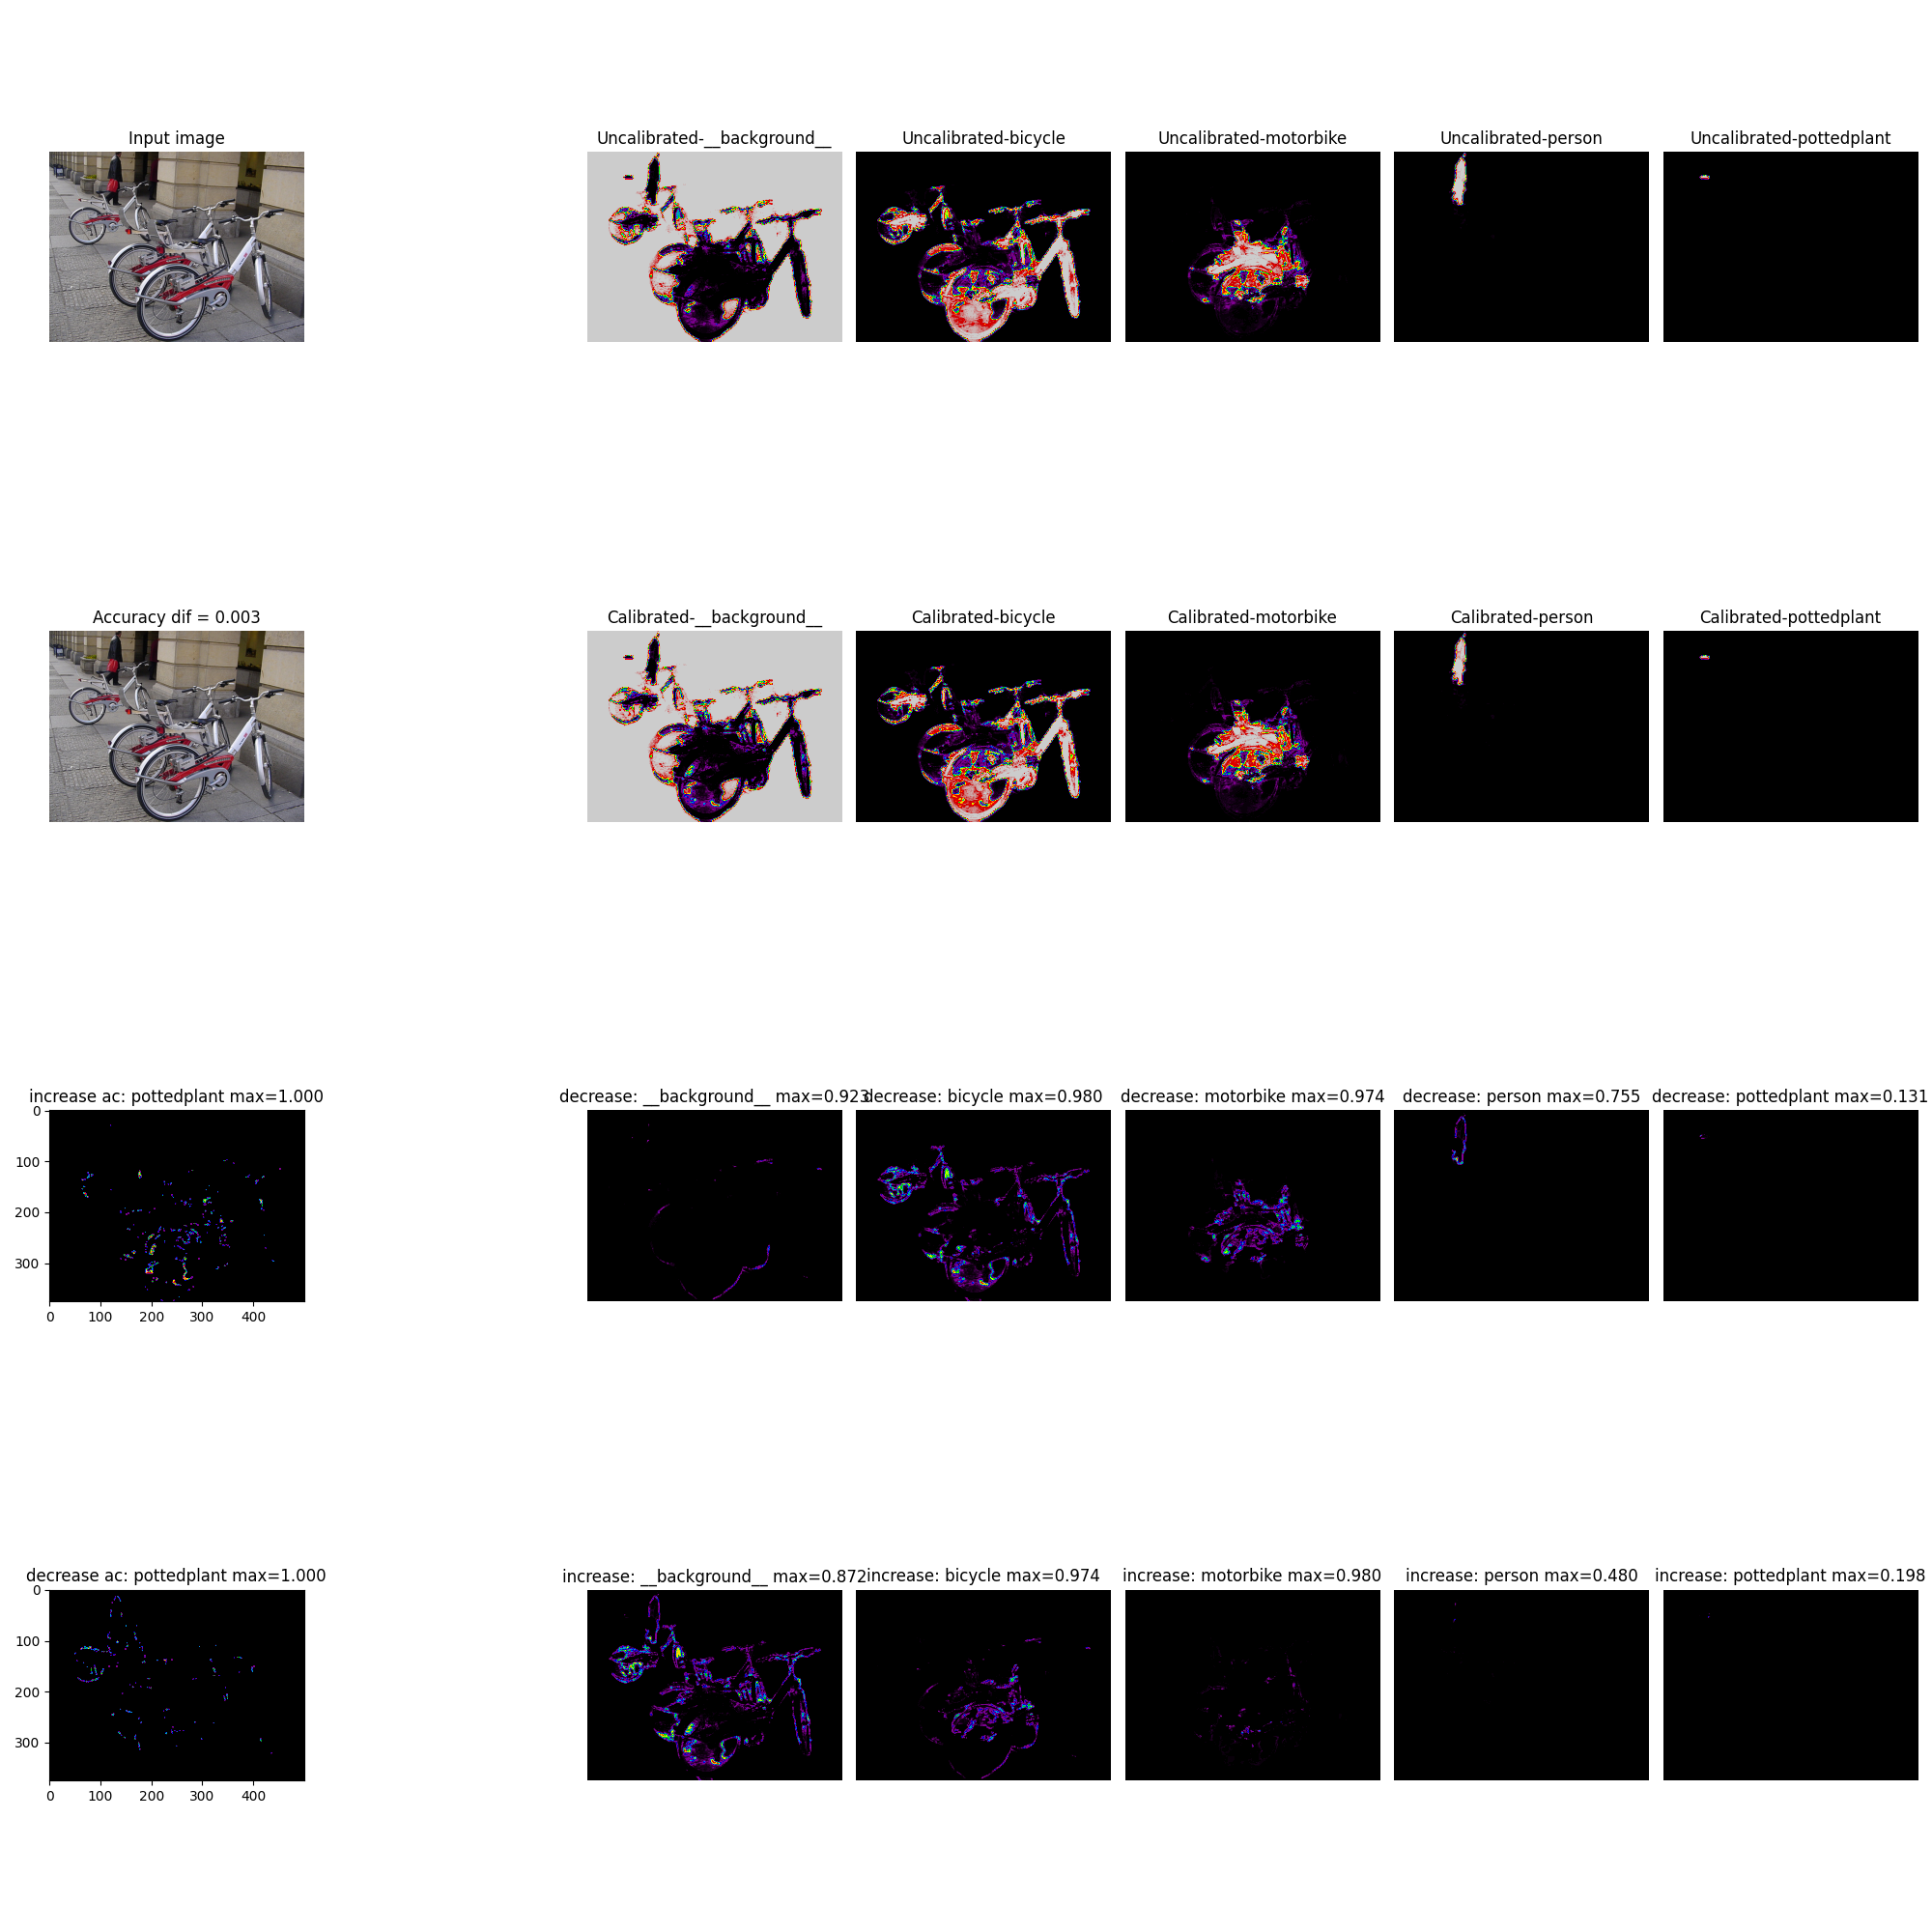 Input image
Uncalibrated-__background__
Uncalibrated-bicycle
Uncalibrated-motorbike
Uncalibrated-person
Uncalibrated-pottedplant
Accuracy dif = 0.003
Calibrated-__background__
Calibrated-bicycle
Calibrated-motorbike
Calibrated-person
Calibrated-pottedplant
increase ac: pottedplant max=1.000
decrease: __background__ max=0.923
decrease: bicycle max=0.980
decrease: motorbike max=0.974
decrease: person max=0.755
decrease: pottedplant max=0.131
0
100
200
300
0 100 200 300 400
decrease ac: pottedplant max=1.000
increase: __background__ max=0.872
increase: bicycle max=0.974
increase: motorbike max=0.980
increase: person max=0.480
increase: pottedplant max=0.198
0
100
200
300
0 100 200 300 400